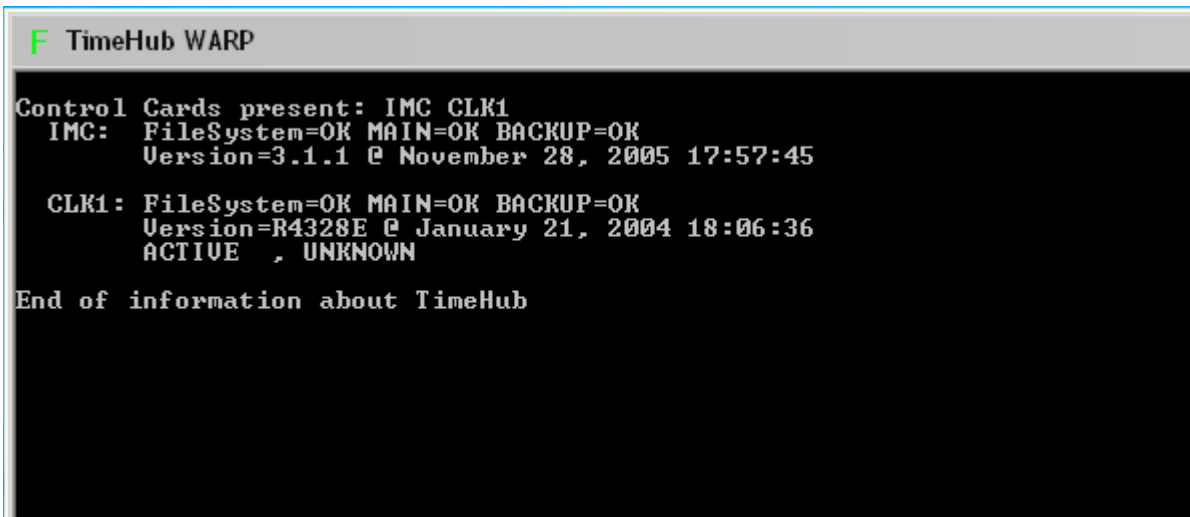 F TimeHub WARP
Control Cards present: IMC CLK1
IMC: FileSystem=OK MAIN=OK BACKUP=OK
Version=3.1.1 @ November 28, 2005 17:57:45
CLK1: FileSystem=OK MAIN=OK BACKUP=OK
Version=R4328E @ January 21, 2004 18:06:36
ACTIVE , UNKNOWN
End of information about TimeHub